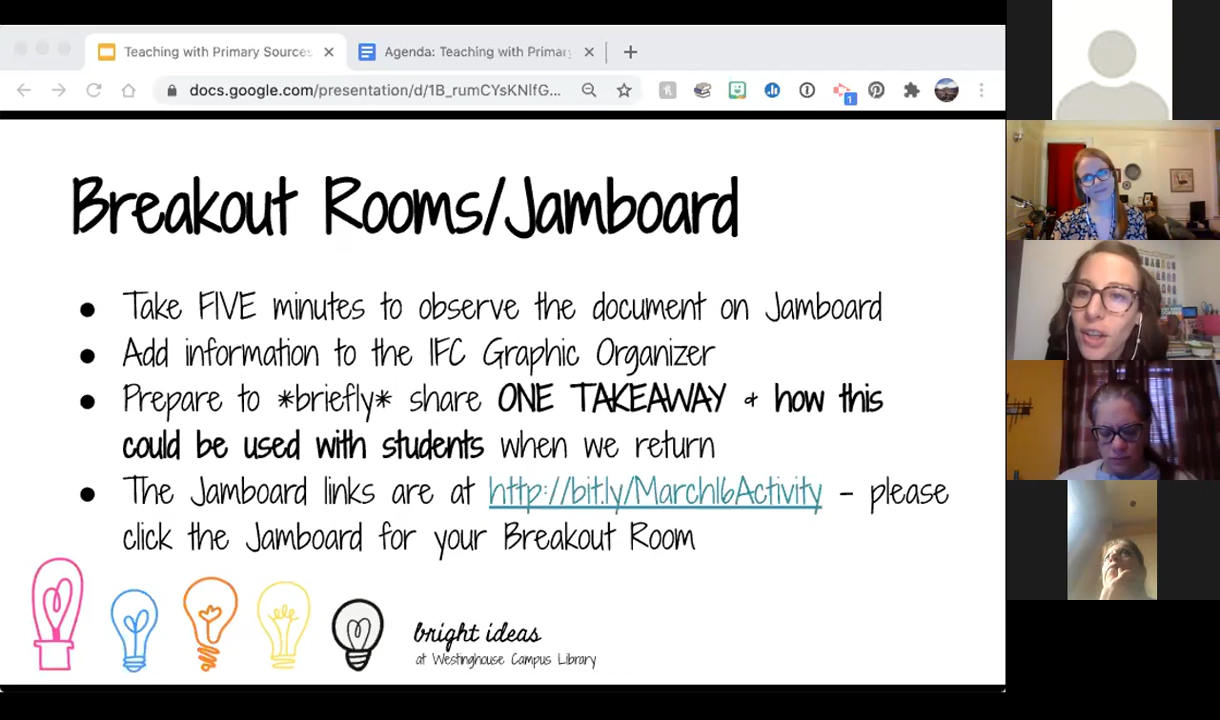 Teaching with Primary Sources
Agenda: Teaching with Primary
docs.google.com/presentation/d/1B_rumCYsKNlfG...
1
Breakout Rooms/Jamboard
● Take FIVE minutes to observe the document on Jamboard
● Add information to the IFC Graphic Organizer
● Prepare to *briefly* share ONE TAKEAWAY & how this
could be used with students when we return
● The Jamboard links are at http://bit.ly/March16Activity - please
click the Jamboard for your Breakout Room
bright ideas
at Westinghouse Campus Library